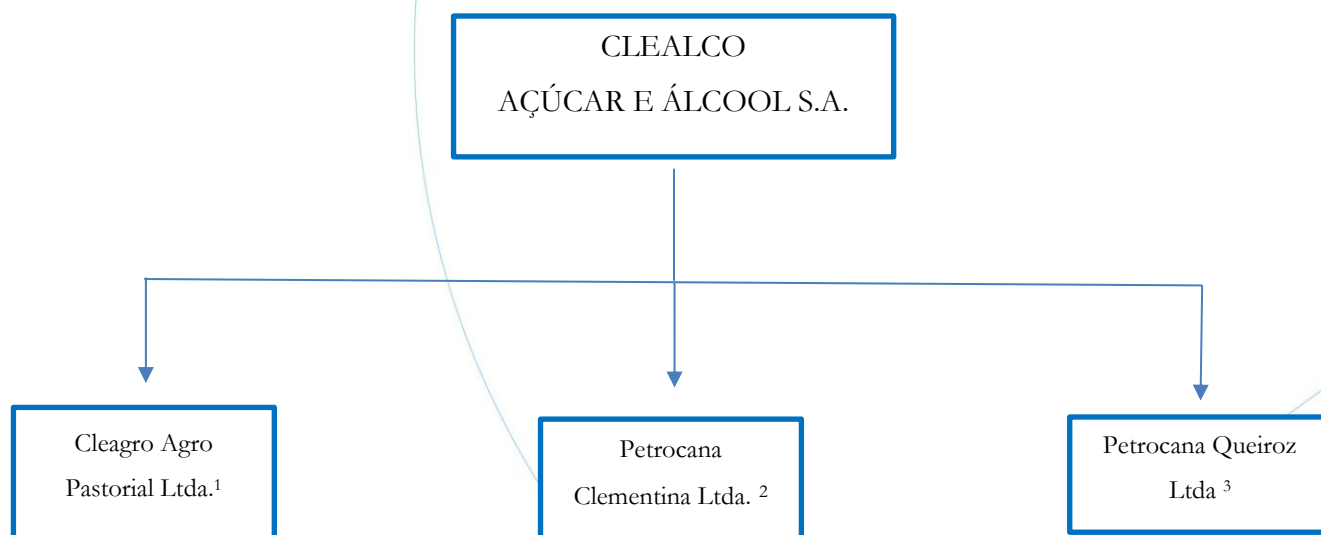 CLEALCO
AÇÚCAR E ÁLCOOL S.A.
Cleagro Agro
Pastorial Ltda.¹
Petrocana
Clementina Ltda. ²
Petrocana Queiroz
Ltda ³